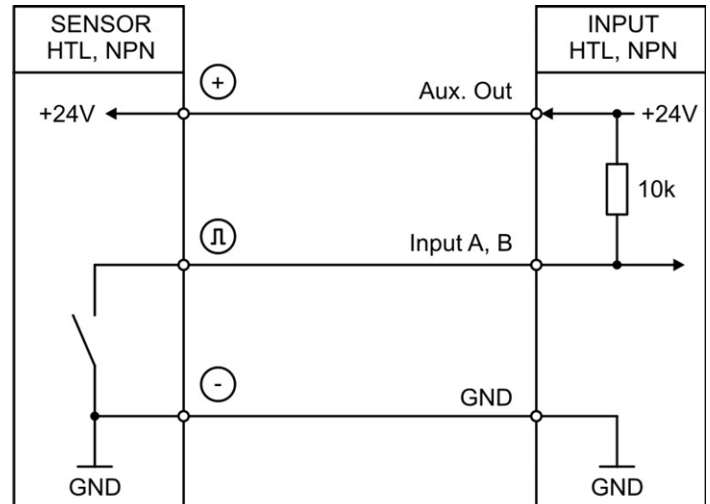 SENSOR
HTL, NPN
INPUT
HTL, NPN
+
Aux. Out
+24V
+24V
10k
Input A, B
-
GND
GND
GND